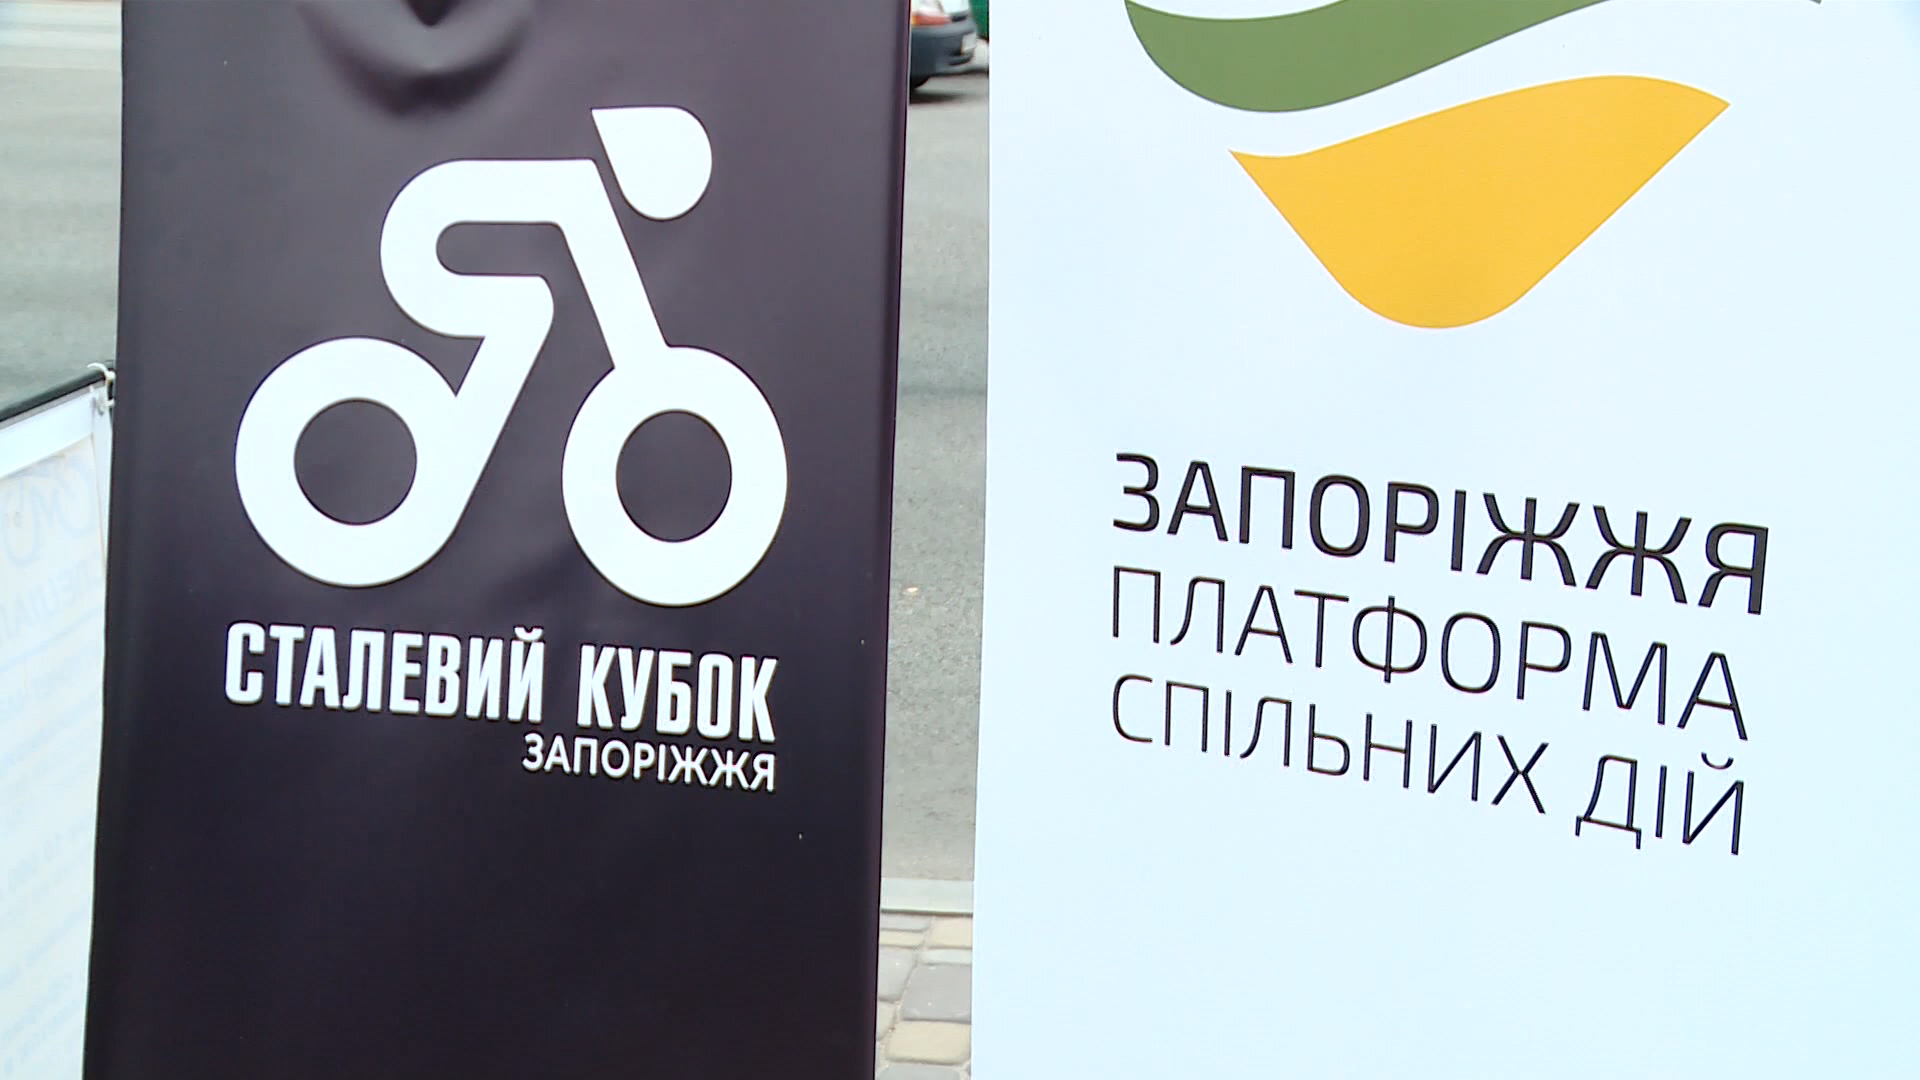 СТАЛЕВИЙ КУБОК
ЗАПОРІЖЖЯ
ЗАПОРІЖЖЯ
ПЛАТФОРМА
СПІЛЬНИХ ДІЙ